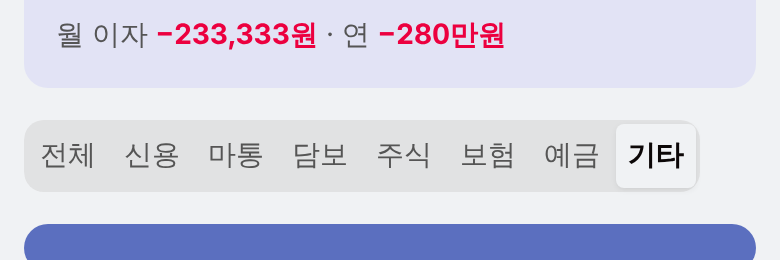 월 이자 −233,333원 · 연 −280만원
전체 신용 마통 담보 주식 보험 예금 기타